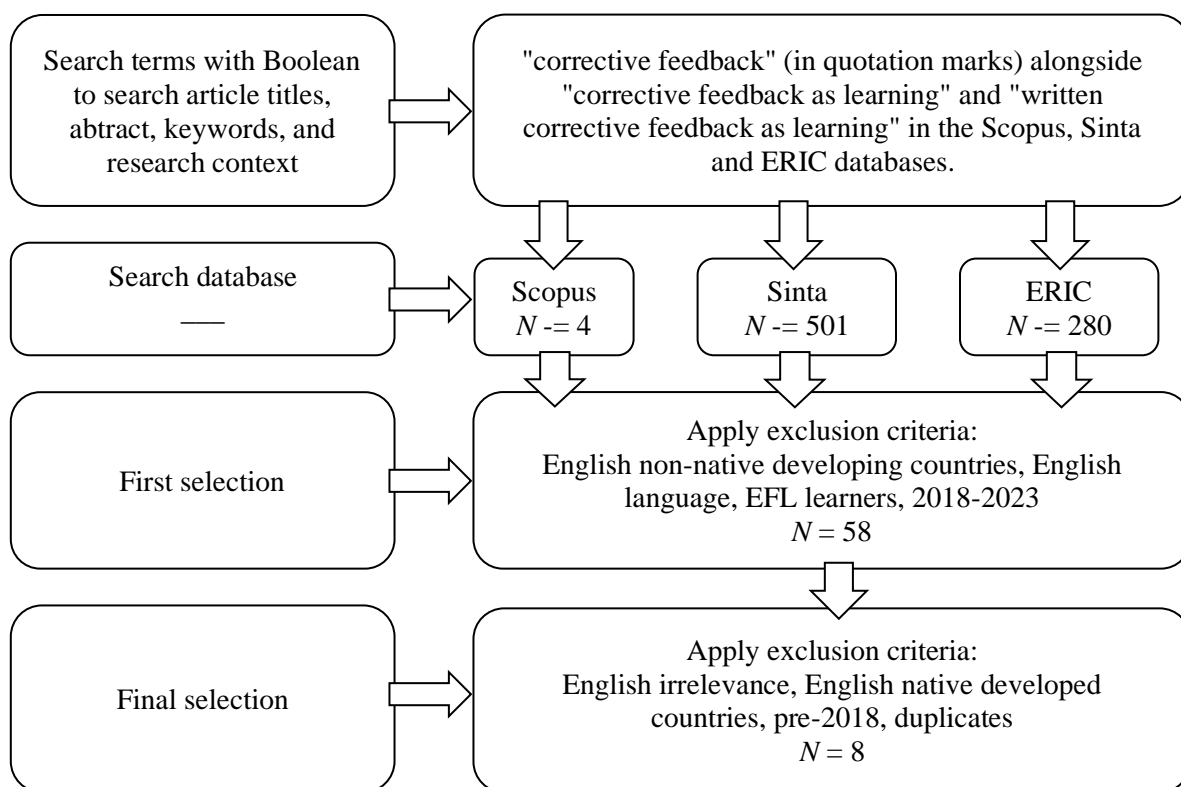 Search terms with Boolean
to search article titles,
abtract, keywords, and
research context
"corrective feedback" (in quotation marks) alongside
"corrective feedback as learning" and "written
corrective feedback as learning" in the Scopus, Sinta
and ERIC databases.
Search database
___
Scopus
N -= 4
Sinta
N -= 501
ERIC
N -= 280
First selection
Apply exclusion criteria:
English non-native developing countries, English
language, EFL learners, 2018-2023
N = 58
Final selection
Apply exclusion criteria:
English irrelevance, English native developed
countries, pre-2018, duplicates
N = 8